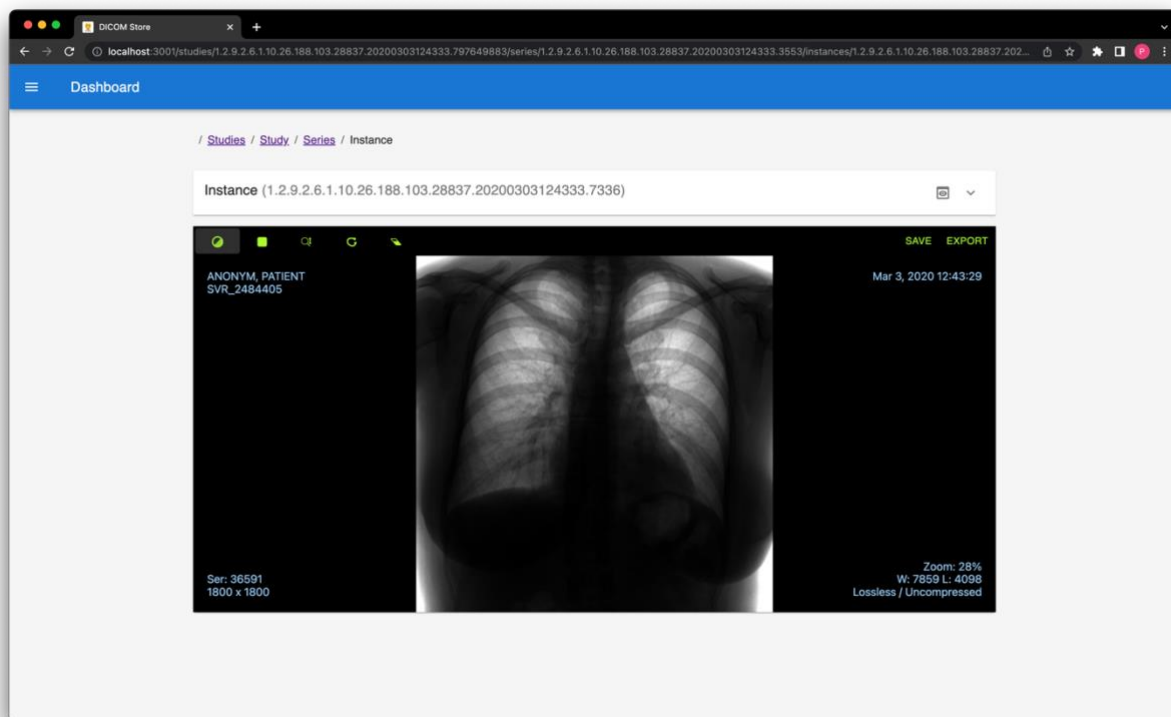 DICOM Store
localhost:3001/studies/1.2.9.2.6.1.10.26.188.103.28837.20200303124333.797649883/series/1.2.9.2.6.1.10.26.188.103.28837.20200303124333.3553/instances/1.2.9.2.6.1.10.26.188.103.28837.202... P
Dashboard
/ Studies / Study / Series / Instance
Instance (1.2.9.2.6.1.10.26.188.103.28837.20200303124333.7336)
SAVE EXPORT
ANONYM, PATIENT Mar 3, 2020 12:43:29
SVR_2484405
Zoom: 28%
Ser: 36591 W: 7859 L: 4098
1800 x 1800 Lossless / Uncompressed